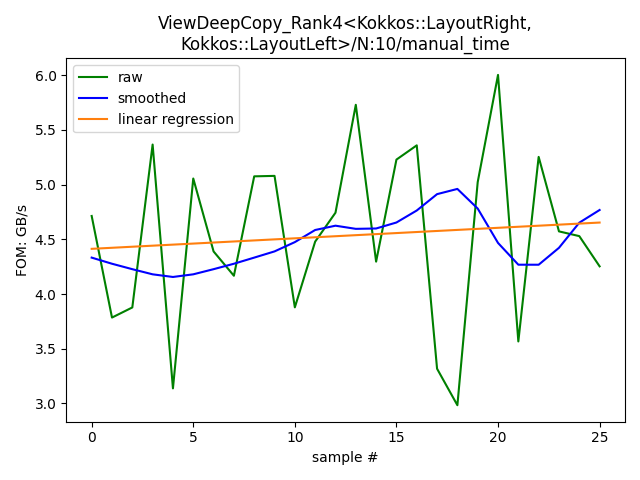 ViewDeepCopy_Rank4<Kokkos::LayoutRight,
Kokkos::LayoutLeft>/N:10/manual_time
raw
smoothed
linear regression
FOM: GB/s
6.0
5.5
5.0
4.5
4.0
3.5
3.0
0
5
10
15
20
25
sample #